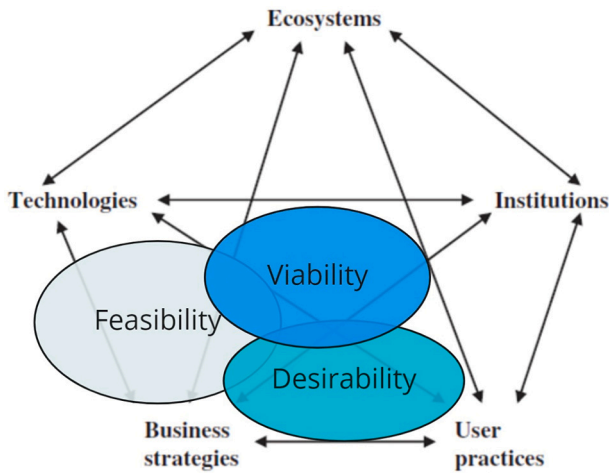 Ecosystems
Technologies
Institutions
Viability
Feasibility
Desirability
Business
strategies
User
practices